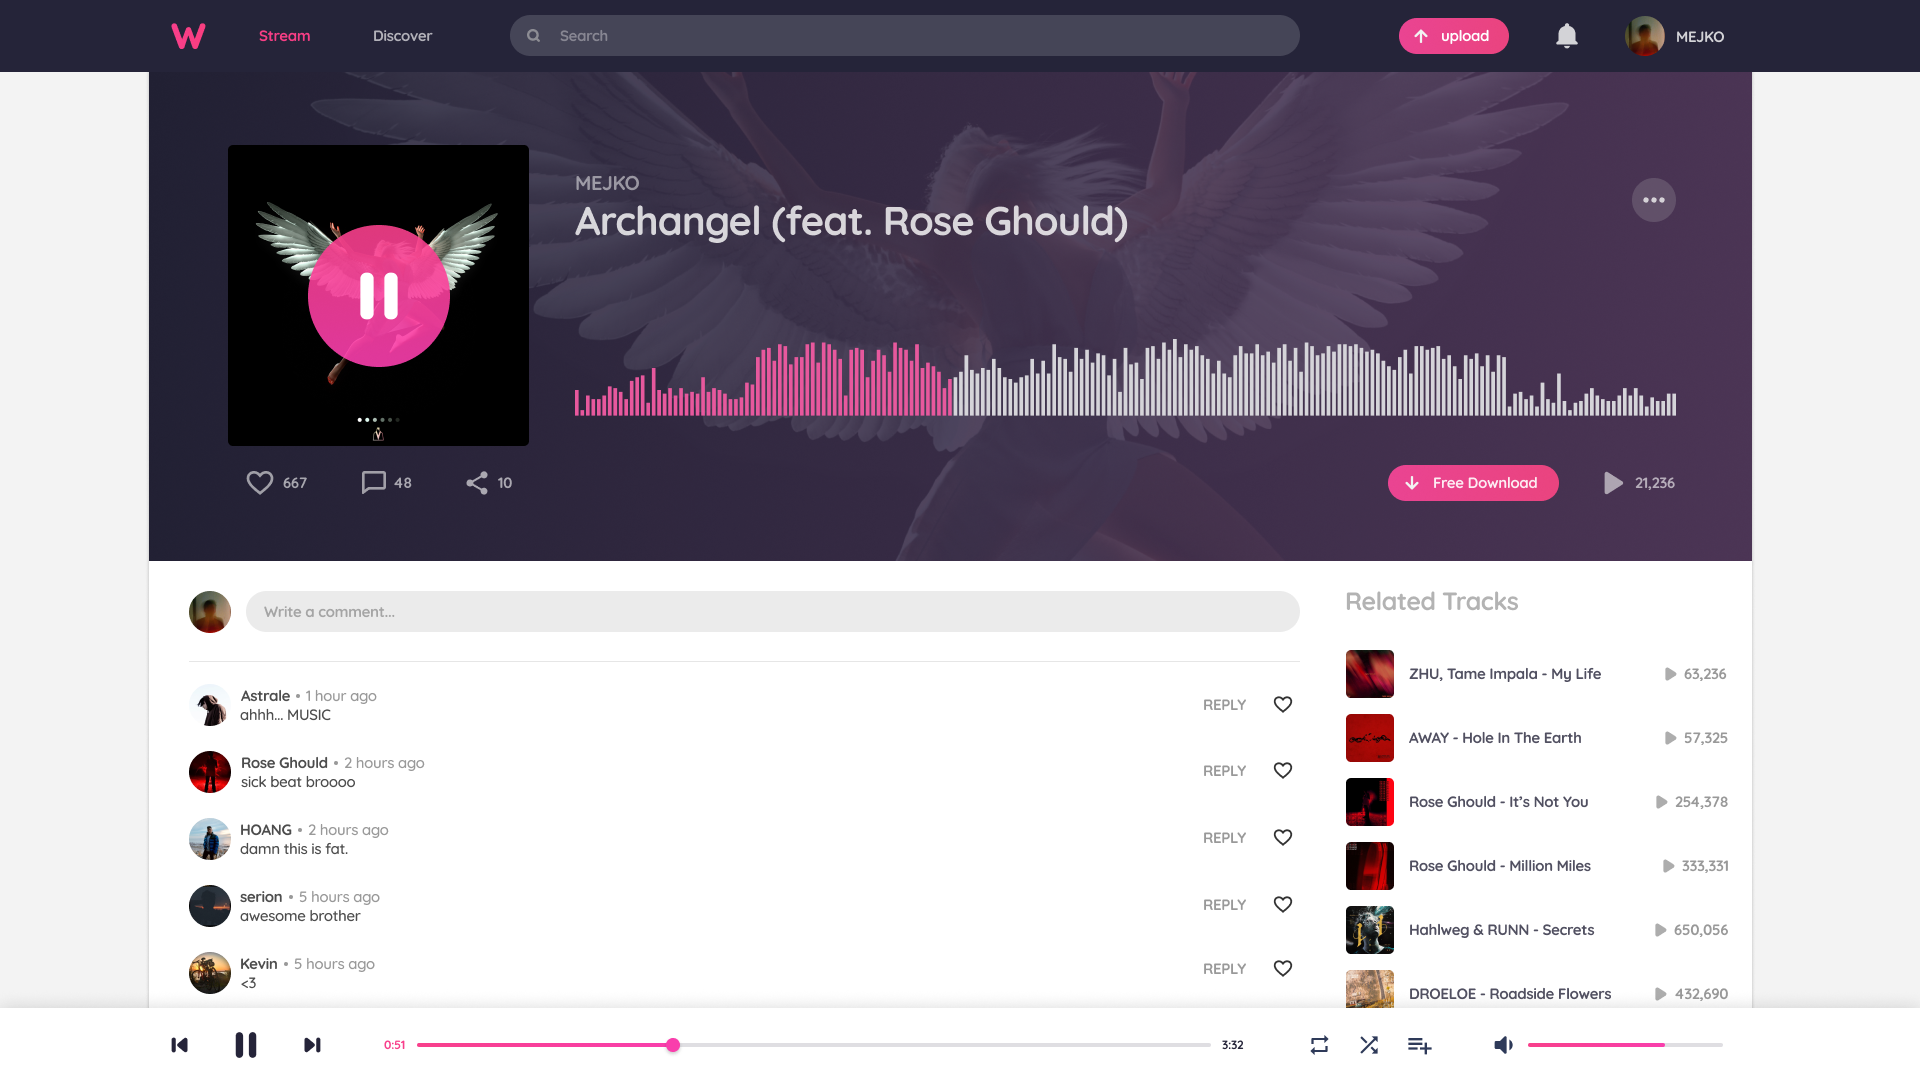 W
Stream
Discover
Search
upload
MEJKO
MEJKO
Archangel (feat. Rose Ghould)
667
48
10
Free Download
21,236
Write a comment...
Astrale • 1 hour ago
ahhh... MUSIC
REPLY
Rose Ghould • 2 hours ago
sick beat broooo
REPLY
HOANG • 2 hours ago
damn this is fat.
REPLY
serion • 5 hours ago
awesome brother
REPLY
Kevin • 5 hours ago
<3
REPLY
Related Tracks
ZHU, Tame Impala - My Life
63,236
AWAY - Hole In The Earth
57,325
Rose Ghould - It's Not You
254,378
Rose Ghould - Million Miles
333,331
Hahlweg & RUNN - Secrets
650,056
DROELOE - Roadside Flowers
432,690
0:51
3:32